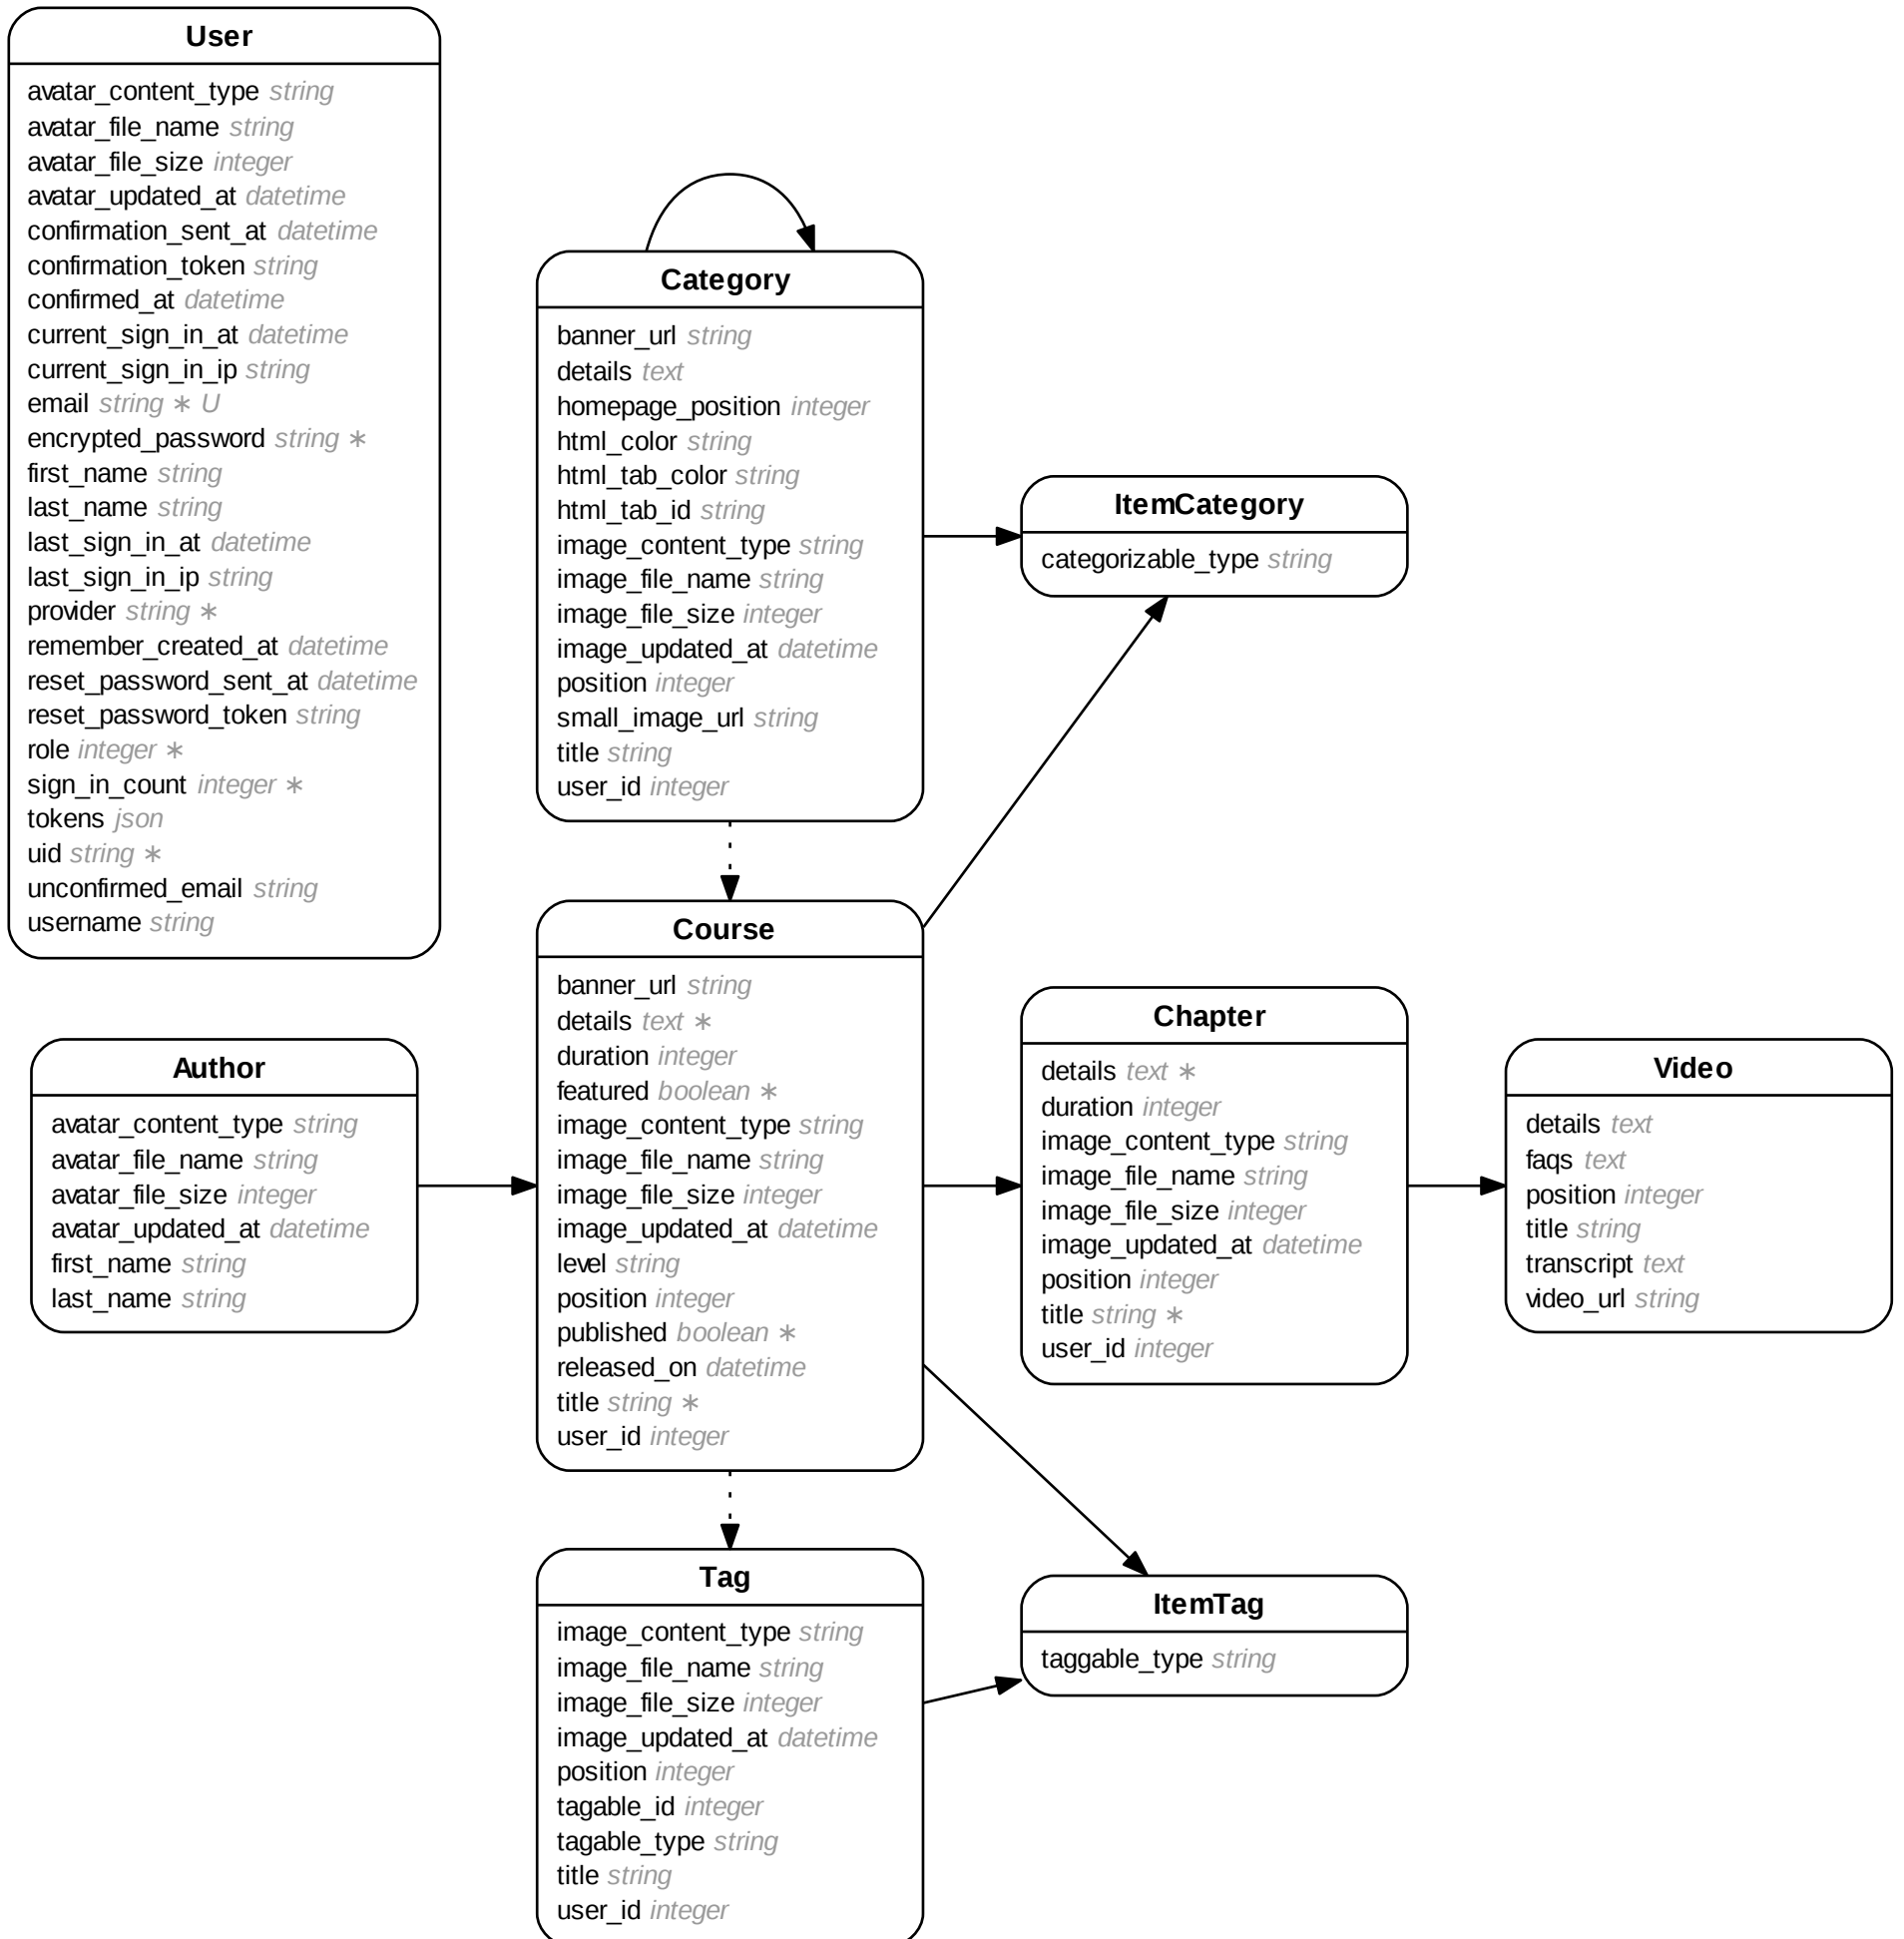 User
avatar_content_type string
avatar_file_name string
avatar_file_size integer
avatar_updated_at datetime
confirmation_sent_at datetime
confirmation_token string
confirmed_at datetime
current_sign_in_at datetime
current_sign_in_ip string
email string ∗ U
encrypted_password string ∗
first_name string
last_name string
last_sign_in_at datetime
last_sign_in_ip string
provider string ∗
remember_created_at datetime
reset_password_sent_at datetime
reset_password_token string
role integer ∗
sign_in_count integer ∗
tokens json
uid string ∗
unconfirmed_email string
username string
Category
banner_url string
details text
homepage_position integer
html_color string
html_tab_color string
html_tab_id string
image_content_type string
image_file_name string
image_file_size integer
image_updated_at datetime
position integer
small_image_url string
title string
user_id integer
ItemCategory
categorizable_type string
Author
avatar_content_type string
avatar_file_name string
avatar_file_size integer
avatar_updated_at datetime
first_name string
last_name string
Course
banner_url string
details text ∗
duration integer
featured boolean ∗
image_content_type string
image_file_name string
image_file_size integer
image_updated_at datetime
level string
position integer
published boolean ∗
released_on datetime
title string ∗
user_id integer
Chapter
details text ∗
duration integer
image_content_type string
image_file_name string
image_file_size integer
image_updated_at datetime
position integer
title string ∗
user_id integer
Video
details text
faqs text
position integer
title string
transcript text
video_url string
Tag
image_content_type string
image_file_name string
image_file_size integer
image_updated_at datetime
position integer
tagable_id integer
tagable_type string
title string
user_id integer
ItemTag
taggable_type string